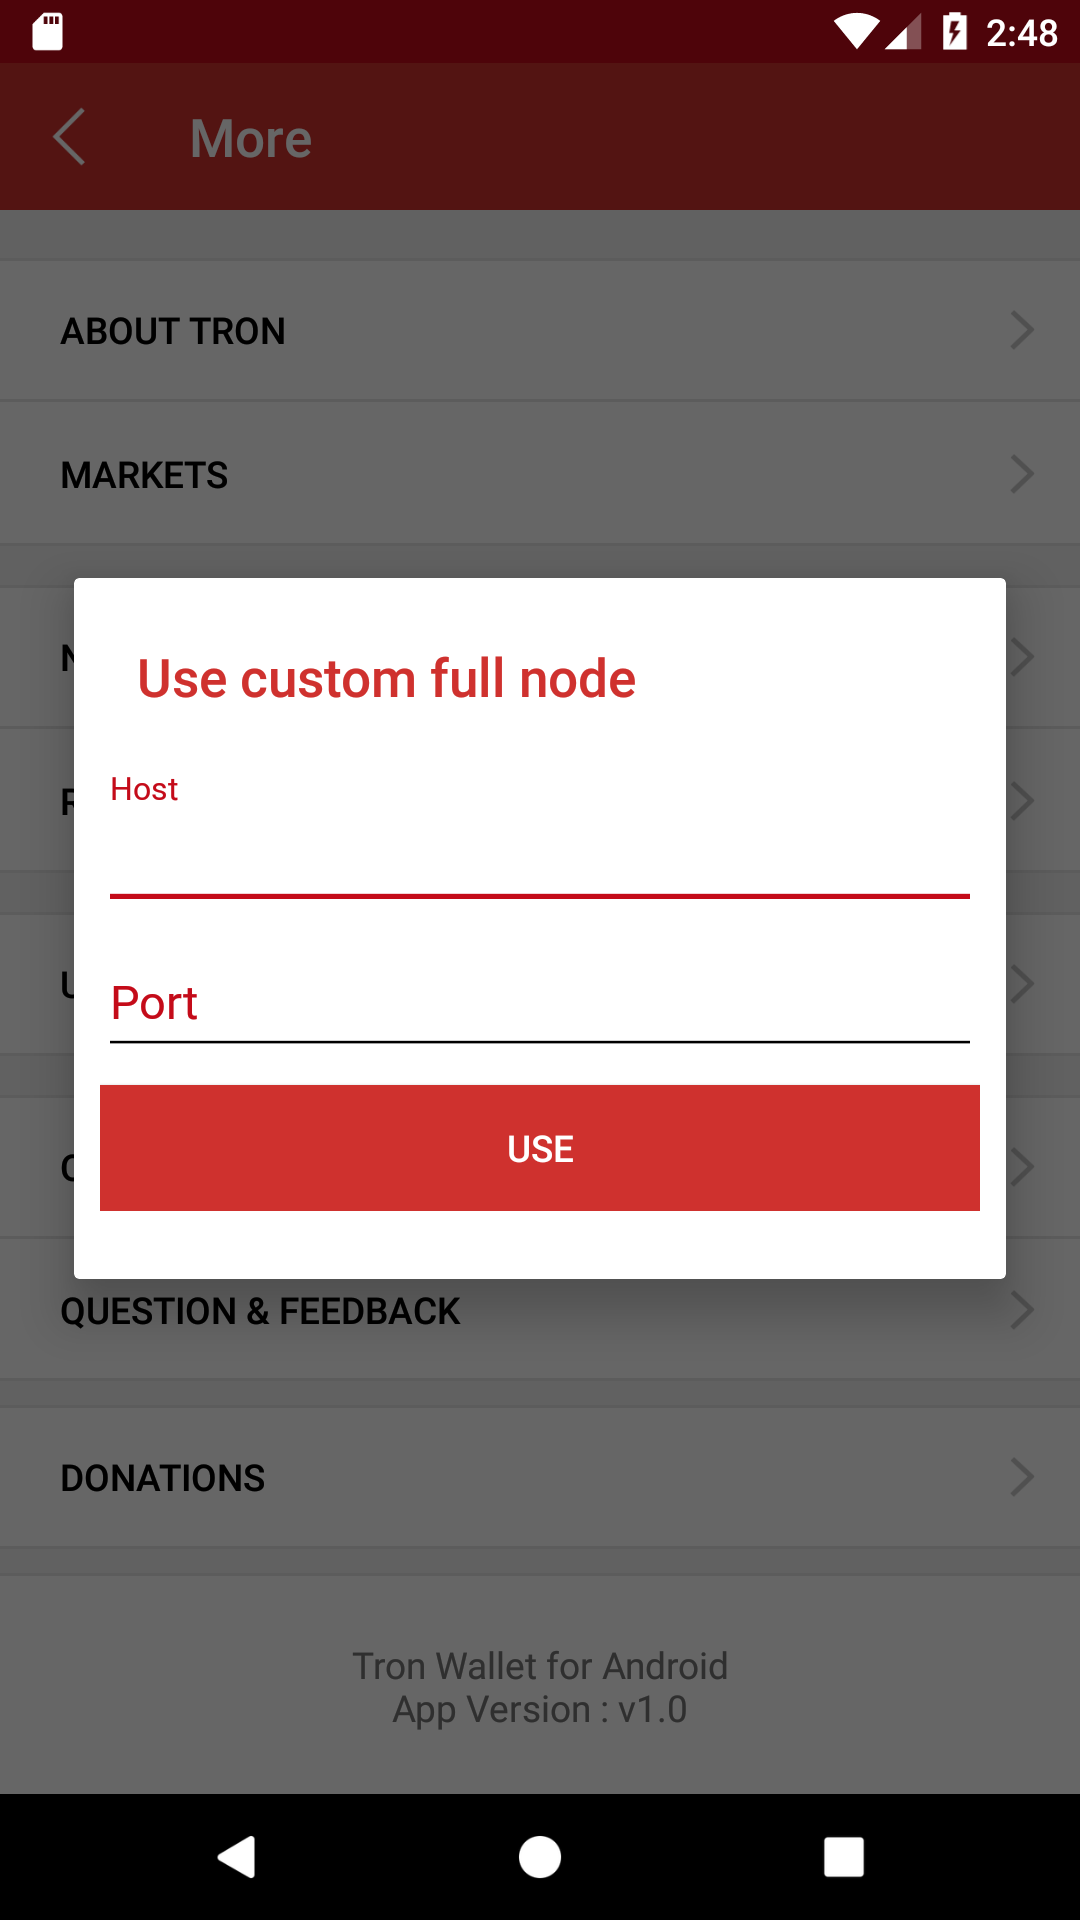 2:48
More
ABOUT TRON
MARKETS
Use custom full node
Host
Port
USE
QUESTION & FEEDBACK
DONATIONS
Tron Wallet for Android
App Version : v1.0